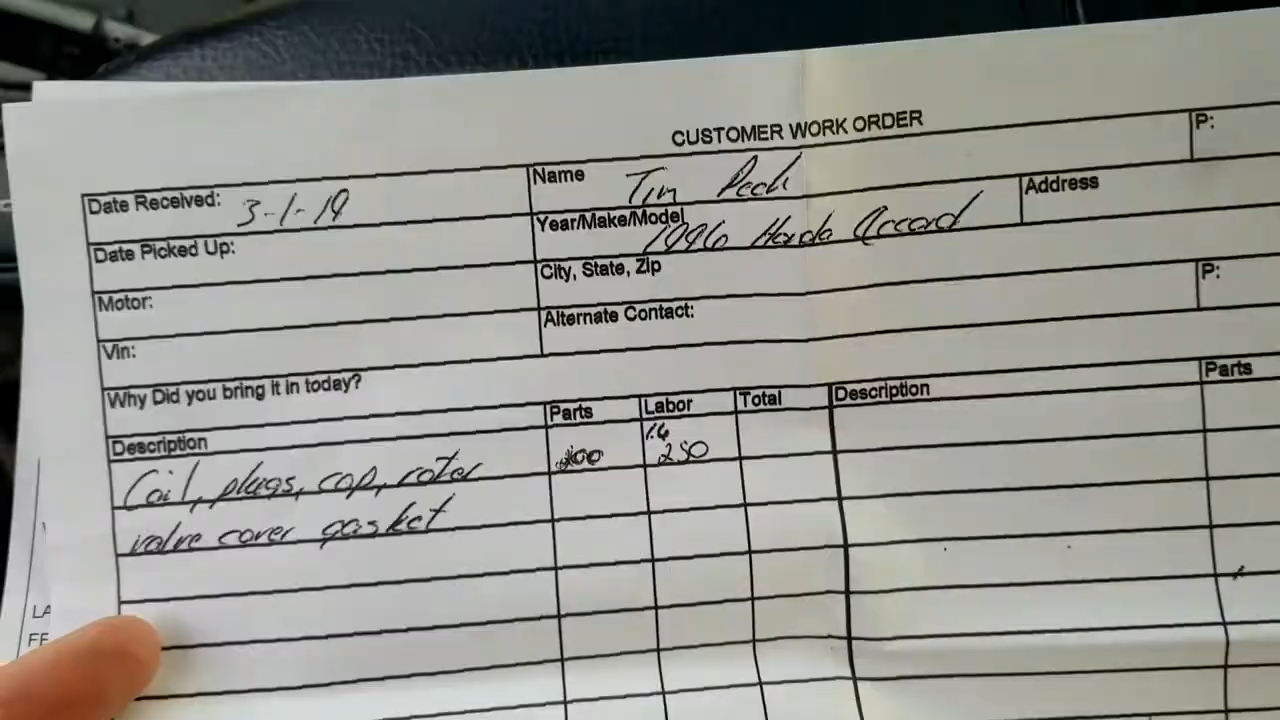 CUSTOMER WORK ORDER
Date Received: 3-1-19
Name Tim Peck
P:
Date Picked Up:
Year/Make/Model 1996 Honda Accord
Address
Motor:
City, State, Zip
Vin:
Alternate Contact:
P:
Why Did you bring it in today?
Description Parts Labor Total Description Parts
1.6
Coil, plugs, cap, rotor 250
valve cover gasket
LA
FE